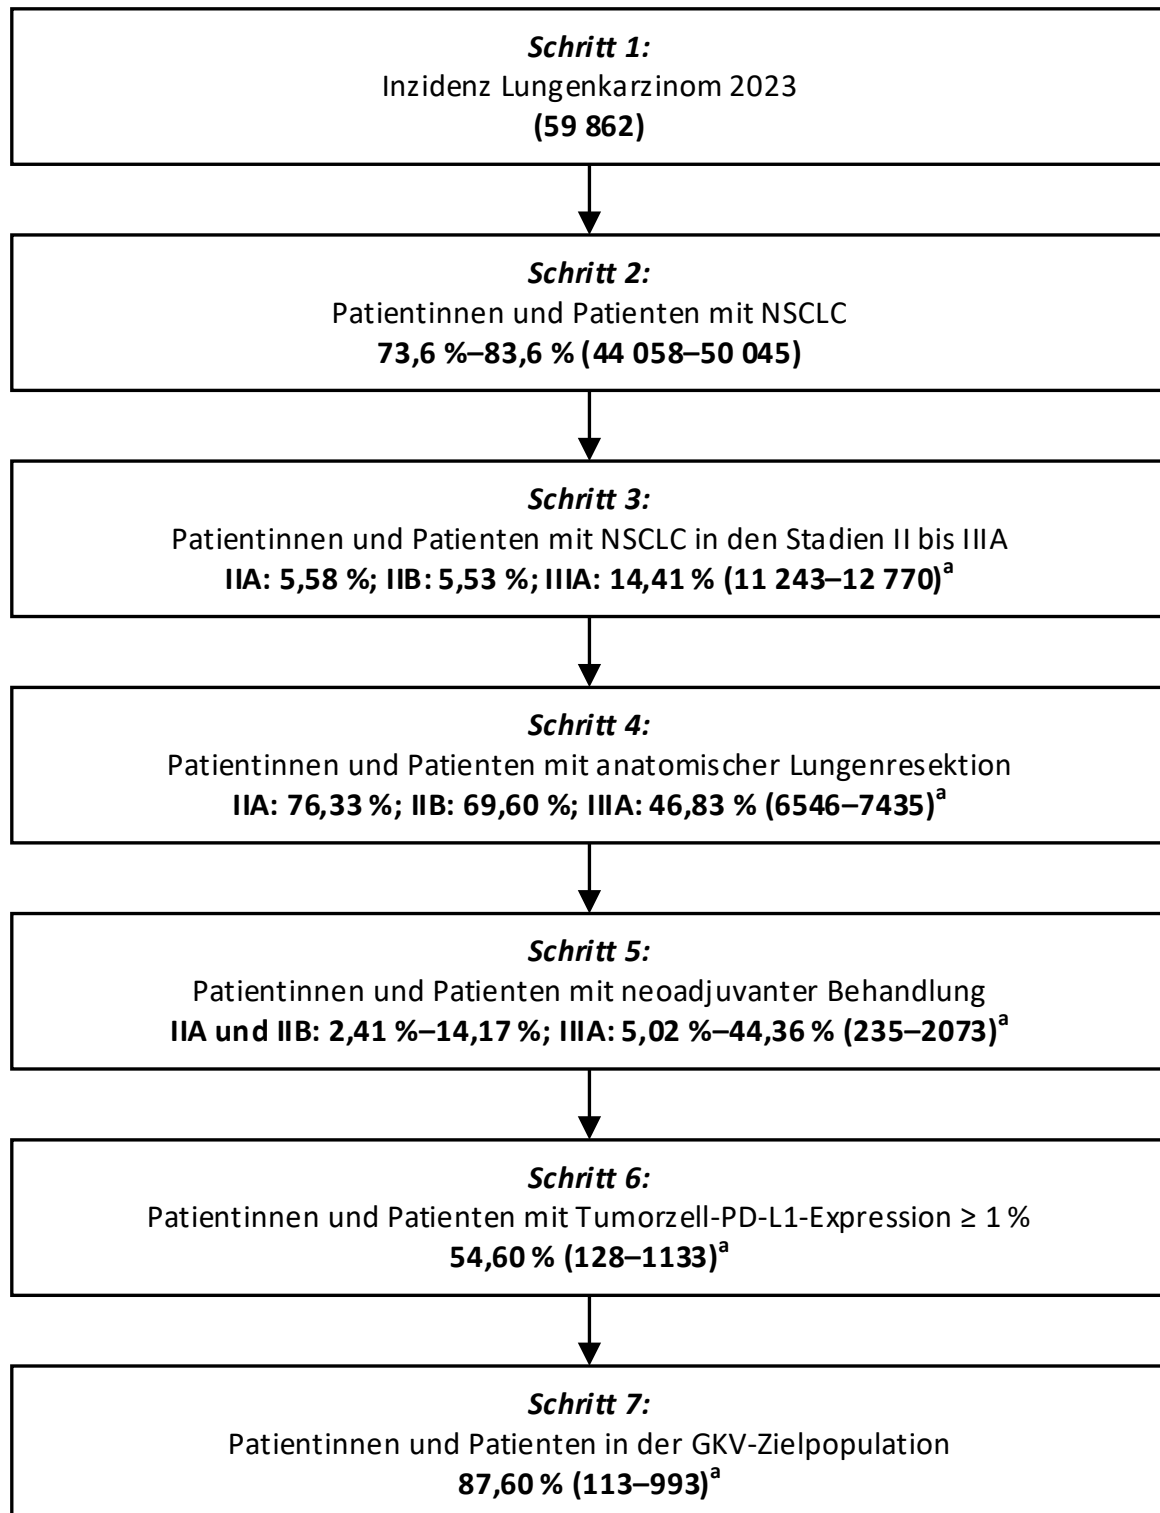 Schritt 1:
Inzidenz Lungenkarzinom 2023
(59 862)
Schritt 2:
Patientinnen und Patienten mit NSCLC
73,6 %–83,6 % (44 058–50 045)
Schritt 3:
Patientinnen und Patienten mit NSCLC in den Stadien II bis IIIA
IIA: 5,58 %; IIB: 5,53 %; IIIA: 14,41 % (11 243–12 770)a
Schritt 4:
Patientinnen und Patienten mit anatomischer Lungenresektion
IIA: 76,33 %; IIB: 69,60 %; IIIA: 46,83 % (6546–7435)a
Schritt 5:
Patientinnen und Patienten mit neoadjuvanter Behandlung
IIA und IIB: 2,41 %–14,17 %; IIIA: 5,02 %–44,36 % (235–2073)a
Schritt 6:
Patientinnen und Patienten mit Tumorzell-PD-L1-Expression ≥ 1 %
54,60 % (128–1133)a
Schritt 7:
Patientinnen und Patienten in der GKV-Zielpopulation
87,60 % (113–993)a